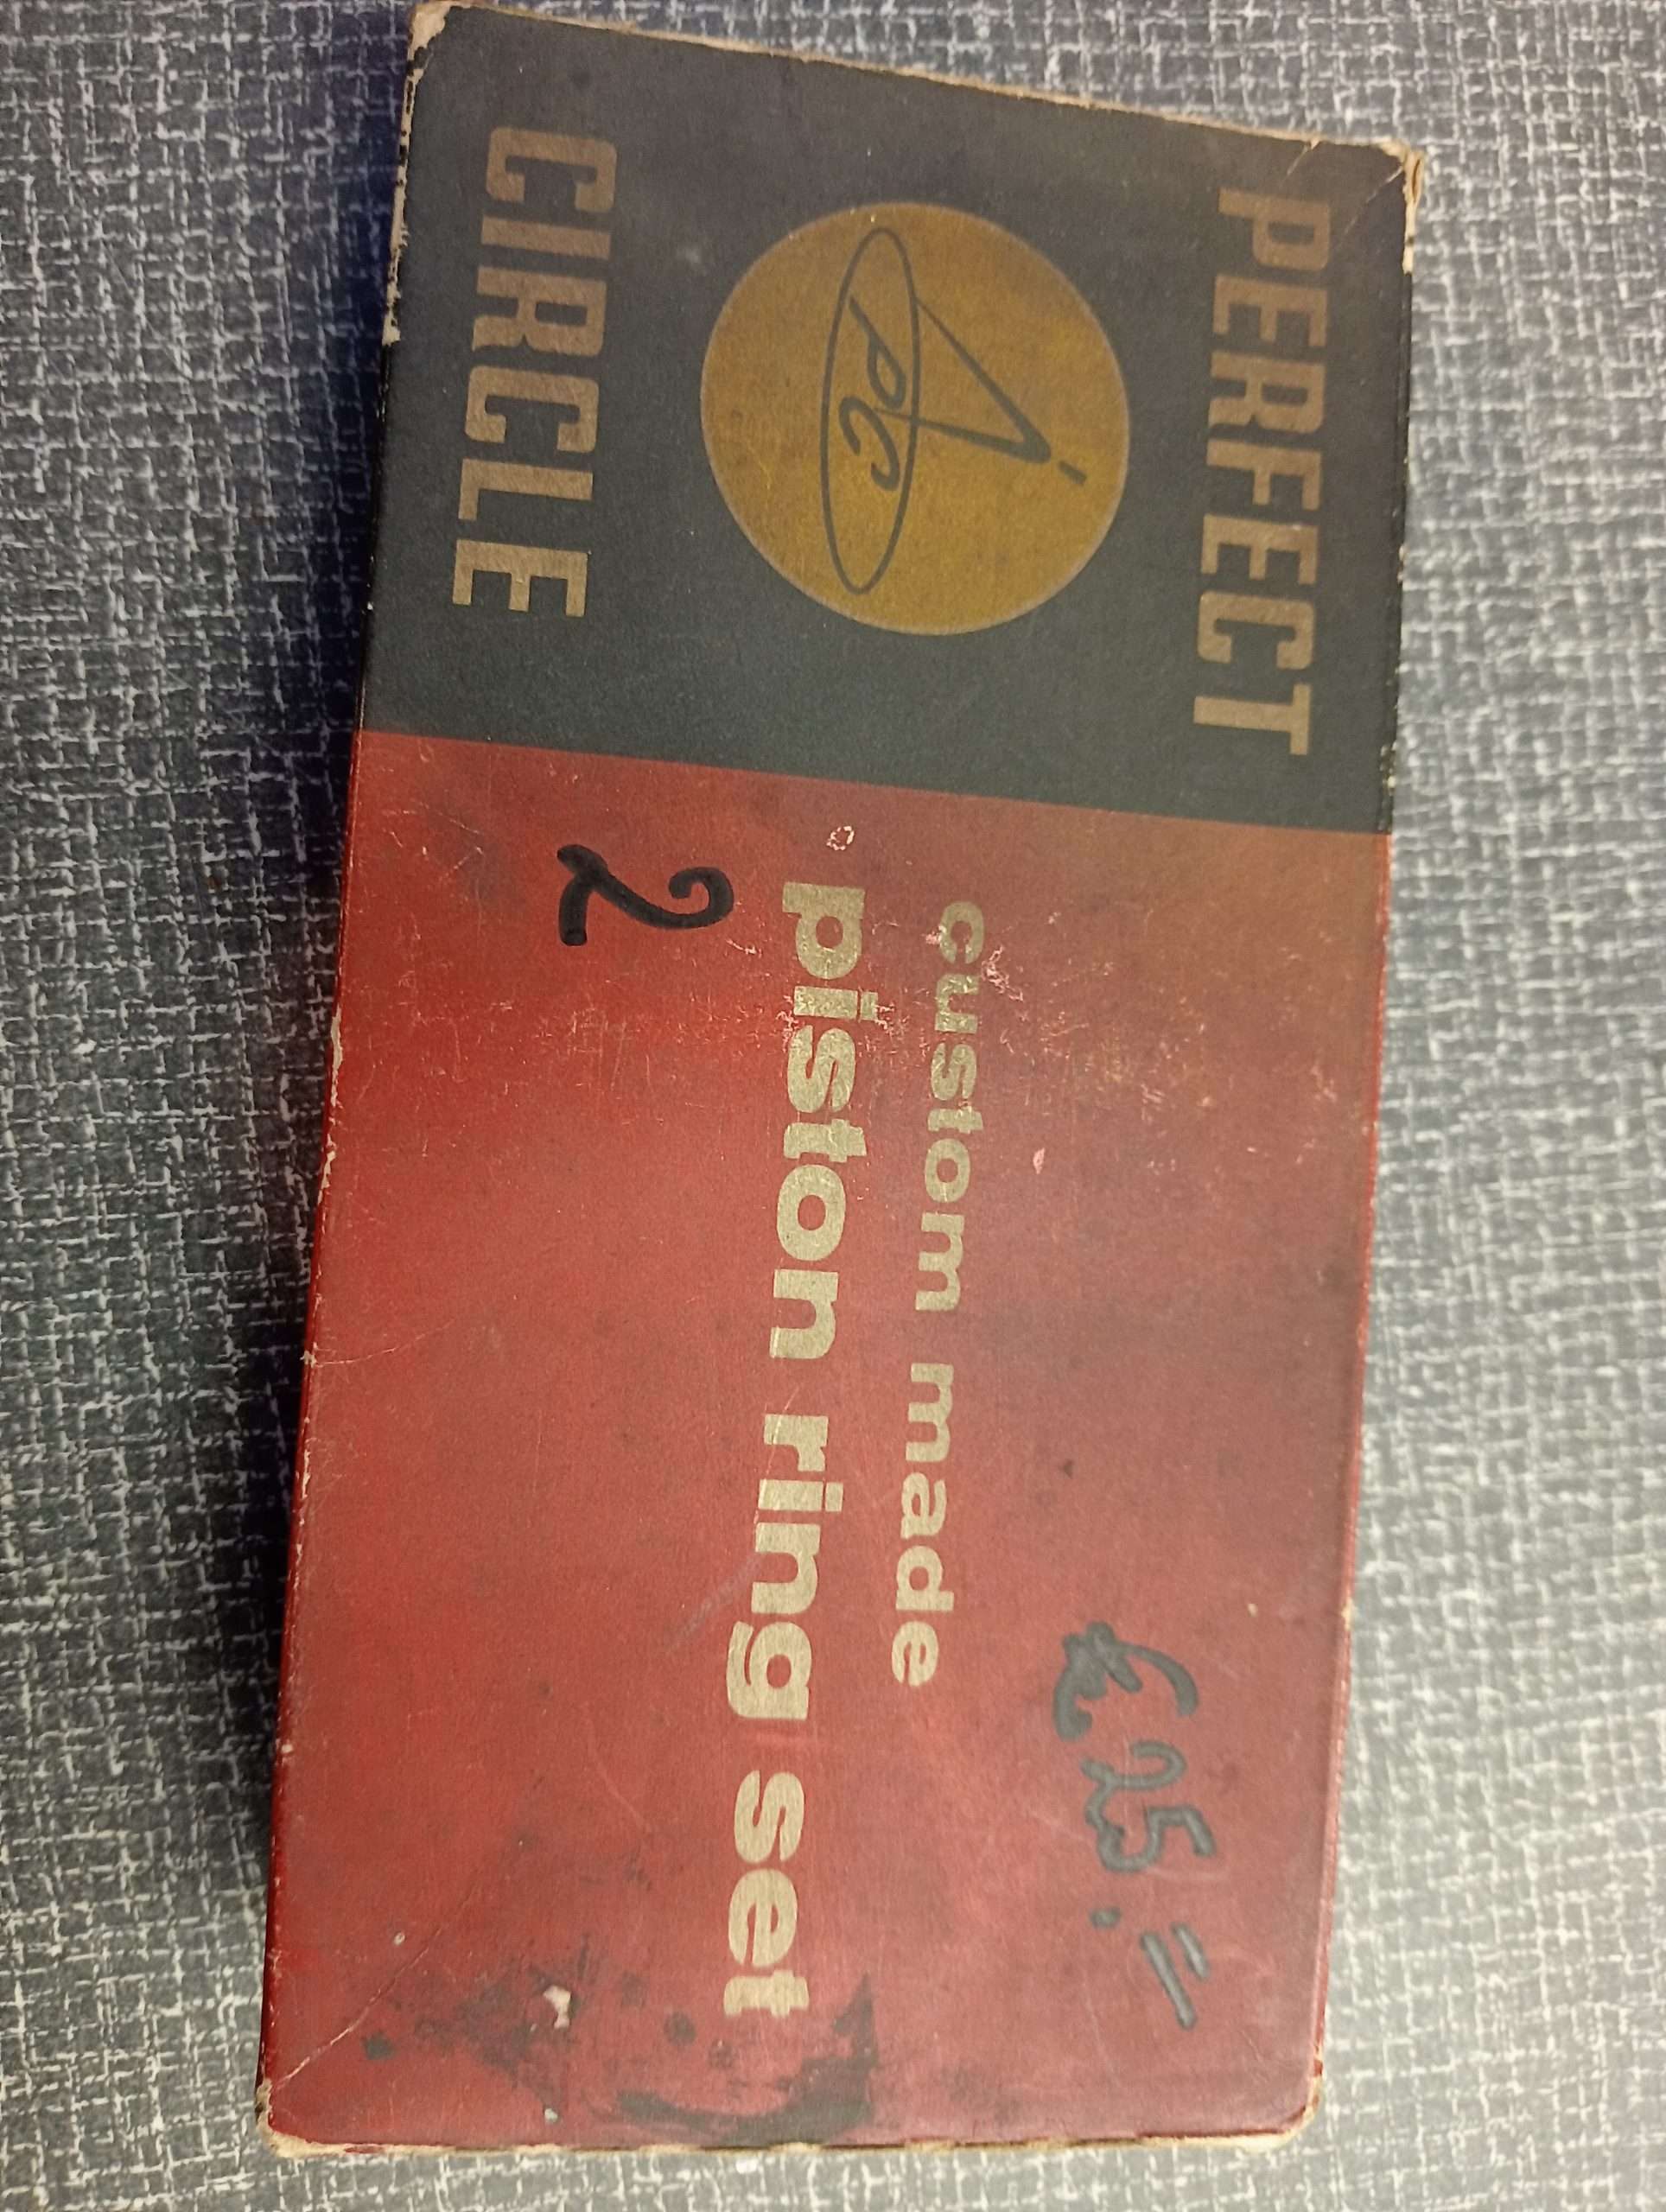 PERFECT
PC
CIRCLE
€ 25.=
custom made
piston ring set
2